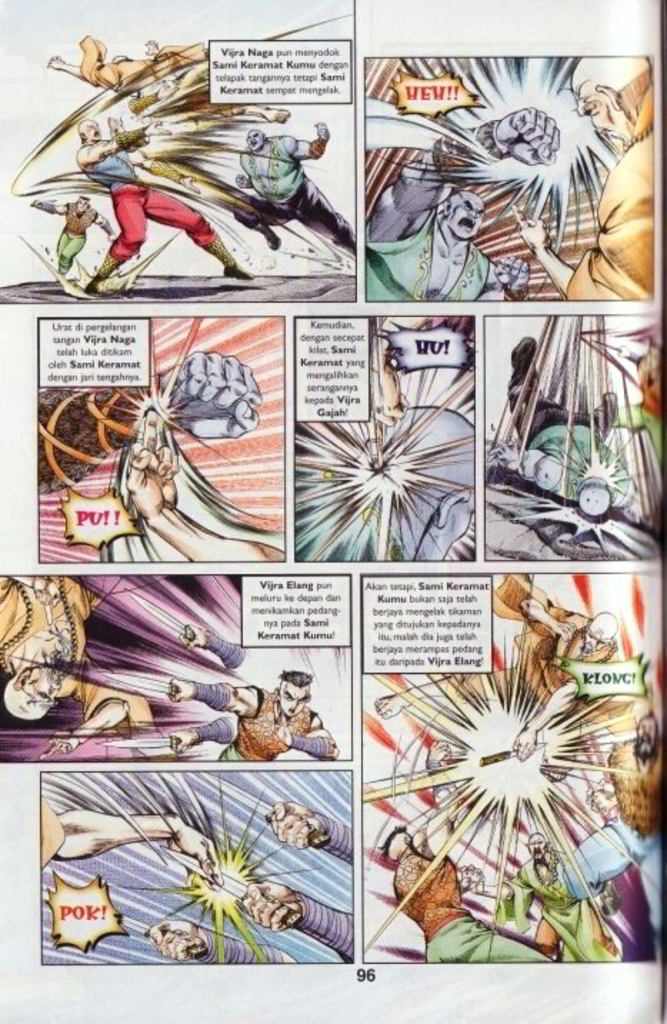 Vijra Naga pun menyodok
Sami Keramat Kumu dengan
telapak tangannya tetapi Sami
Keramat sempat mengelak.
HEH!!
Urat di pergelangan
tangan Vijra Naga
telah luka ditikam
oleh Sami Keramat
dengan jari tengahnya.
PU!!
Kemudian,
dengan secepat
kilat, Sami
Keramat yang
mengalihkan
serangannya
kepada Vijra
Gajah!
HU!
Vijra Elang pun
meluru ke depan dan
menikamkan pedang-
nya pada Sami
Keramat Kumu!
Akan tetapi, Sami Keramat
Kumu bukan saja telah
berjaya mengelak tikaman
yang ditujukan kepadanya
itu, malah dia juga telah
berjaya merampas pedang
itu daripada Vijra Elang!
KLONG!
POK!
96